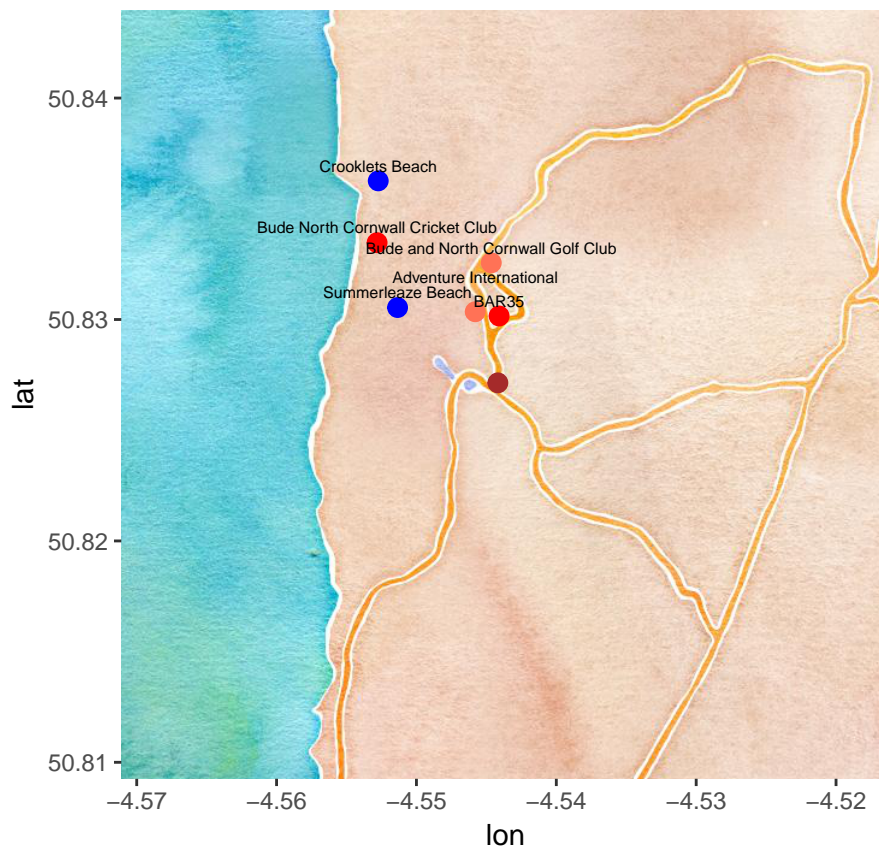 50.84
Crooklets Beach
Bude North Cornwall Cricket Club
Bude and North Cornwall Golf Club
Adventure International
Summerleaze Beach
BAR35
50.83
lat
50.82
50.81
−4.57
−4.56
−4.55
−4.54
−4.53
−4.52
lon